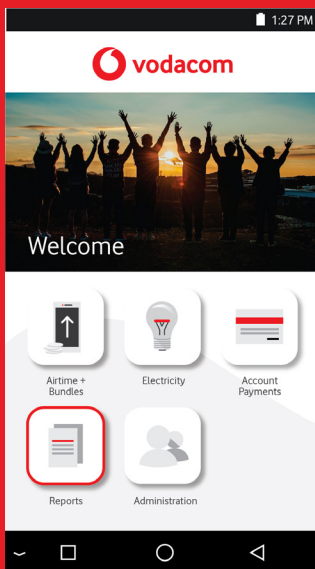 1:27 PM
vodacom
Welcome
Airtime +
Bundles
Electricity
Account
Payments
Reports
Administration